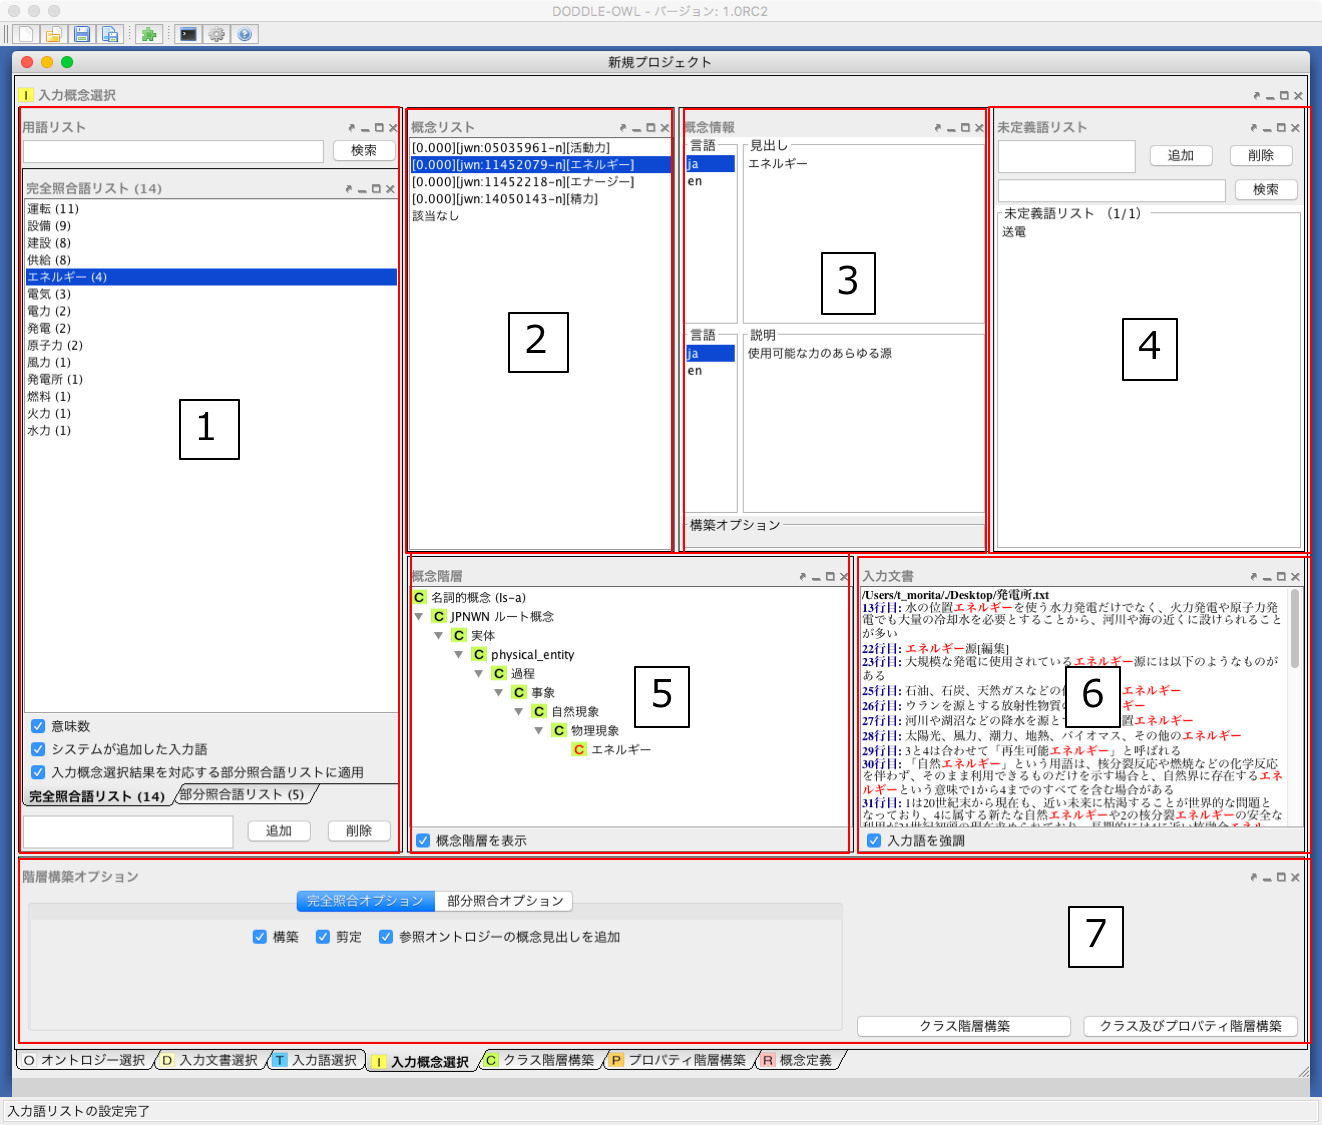 DODDLE-OWL - バージョン: 1.0RC2
新規プロジェクト
I 入力概念選択
用語リスト
検索
完全照合語リスト (14)
運転 (11)
設備 (9)
建設 (8)
供給 (8)
エネルギー (4)
電気 (3)
電力 (2)
発電 (2)
原子力 (2)
風力 (1)
発電所 (1)
燃料 (1)
火力 (1)
水力 (1)
1
意味数
システムが追加した入力語
入力概念選択結果を対応する部分照合語リストに適用
完全照合語リスト (14) 部分照合語リスト (5)
追加 削除
概念リスト
[0.000][jwn:05035961-n][活動力]
[0.000][jwn:11452079-n][エネルギー]
[0.000][jwn:11452218-n][エナージー]
[0.000][jwn:14050143-n][精力]
該当なし
2
概念情報
言語 見出し
ja エネルギー
en
3
言語 説明
ja 使用可能な力のあらゆる源
en
構築オプション
未定義語リスト
追加 削除
検索
未定義語リスト (1/1)
送電
4
概念階層
C 名詞的概念 (Is-a)
C JPNWN ルート概念
C 実体
C physical_entity
C 過程
C 事象
C 自然現象
C 物理現象
C エネルギー
5
概念階層を表示
入力文書
/Users/t_morita/./Desktop/発電所.txt
13行目: 水の位置エネルギーを使う水力発電だけでなく、火力発電や原子力発
電でも大量の冷却水を必要とすることから、河川や海の近くに設けられること
が多い
22行目: エネルギー源[編集]
23行目: 大規模な発電に使用されているエネルギー源には以下のようなものが
ある
25行目: 石油、石炭、天然ガスなどの エネルギー
26行目: ウランを源とする放射性物質 ギー
27行目: 河川や湖沼などの降水を源と 置エネルギー
28行目: 太陽光、風力、潮力、地熱、バイオマス、その他のエネルギー
29行目: 3と4は合わせて「再生可能エネルギー」と呼ばれる
30行目: 「自然エネルギー」という用語は、核分裂反応や燃焼などの化学反応
を伴わず、そのまま利用できるものだけを示す場合と、自然界に存在するエネ
ルギーという意味で1から4までのすべてを含む場合がある
31行目: 1は20世紀末から現在も、近い未来に枯渇することが世界的な問題と
なっており、4に属する新たな自然エネルギーや2の核分裂エネルギーの安全な
6
入力語を強調
階層構築オプション
完全照合オプション 部分照合オプション
構築 剪定 参照オントロジーの概念見出しを追加
7
クラス階層構築 クラス及びプロパティ階層構築
O オントロジー選択 D 入力文書選択 T 入力語選択 I 入力概念選択 C クラス階層構築 P プロパティ階層構築 R 概念定義
入力語リストの設定完了